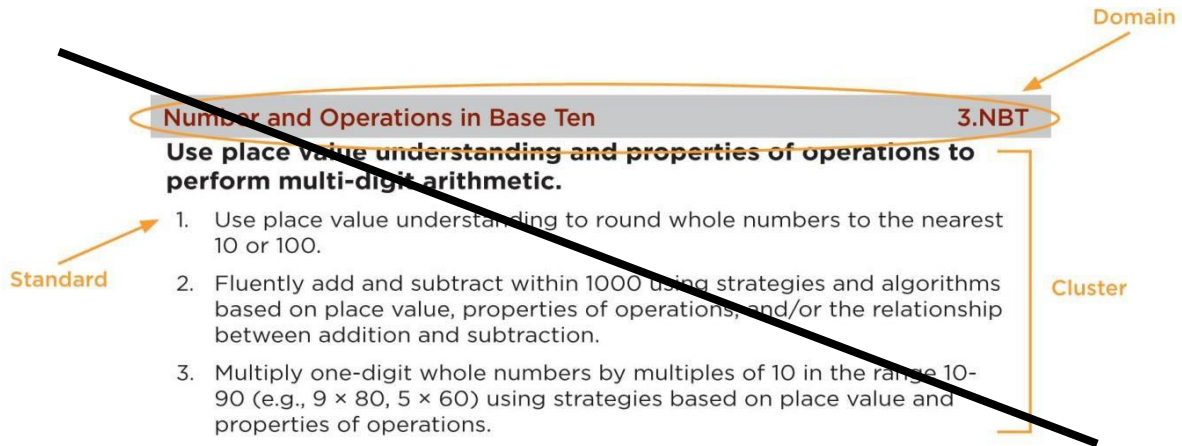 Domain
Number and Operations in Base Ten 3.NBT
Use place value understanding and properties of operations to
perform multi-digit arithmetic.
1. Use place value understanding to round whole numbers to the nearest
10 or 100.
Standard
2. Fluently add and subtract within 1000 using strategies and algorithms
based on place value, properties of operations, and/or the relationship
between addition and subtraction.
Cluster
3. Multiply one-digit whole numbers by multiples of 10 in the range 10-
90 (e.g., 9 × 80, 5 × 60) using strategies based on place value and
properties of operations.